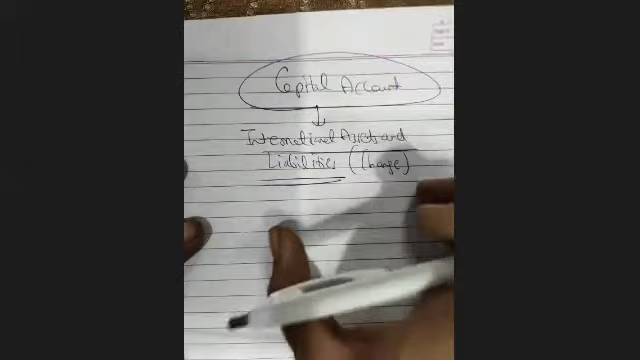 Capital Account
International Assets and
Liabilities (Change)